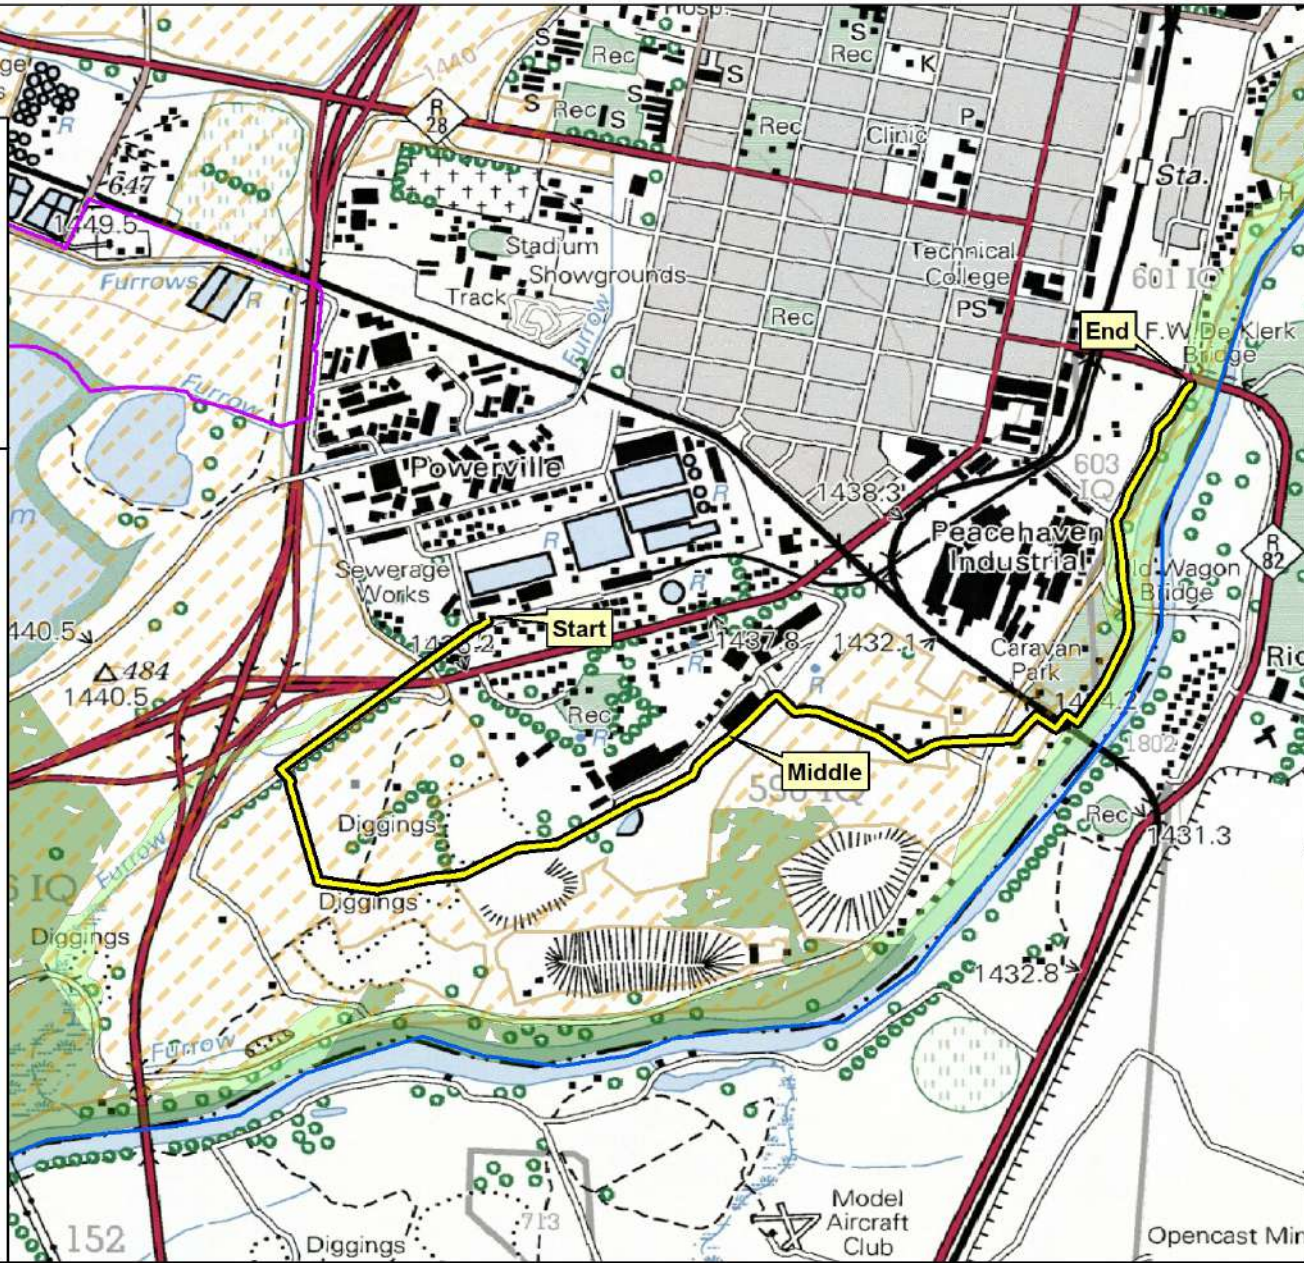 Hosp.
S
Rec
S
Rec
K
S
1440
S
S
Rec
S
R
28
R
Rec
P
Clinic
647
Sta.
1449.5
Stadium
Technical
College
H
Furrows
R
Showgrounds
601 IQ
Track
PS
Rec
Furrow
End
F.W. De Klerk
Bridge
Furrow
Powerville
603
IQ
1438.3
R
Peacehaven
Industrial
R
R
82
Sewerage
Works
R
Old Wagon
Bridge
Start
440.5
1437.8
1432.1
484
1440.5
R
R
Caravan
Park
Rec
R
1802
Middle
Diggings
Rec
1431.3
Furrow
IQ
Diggings
Diggings
1432.8
Furrow
Model
Aircraft
Club
152
713
Diggings
Opencast Min